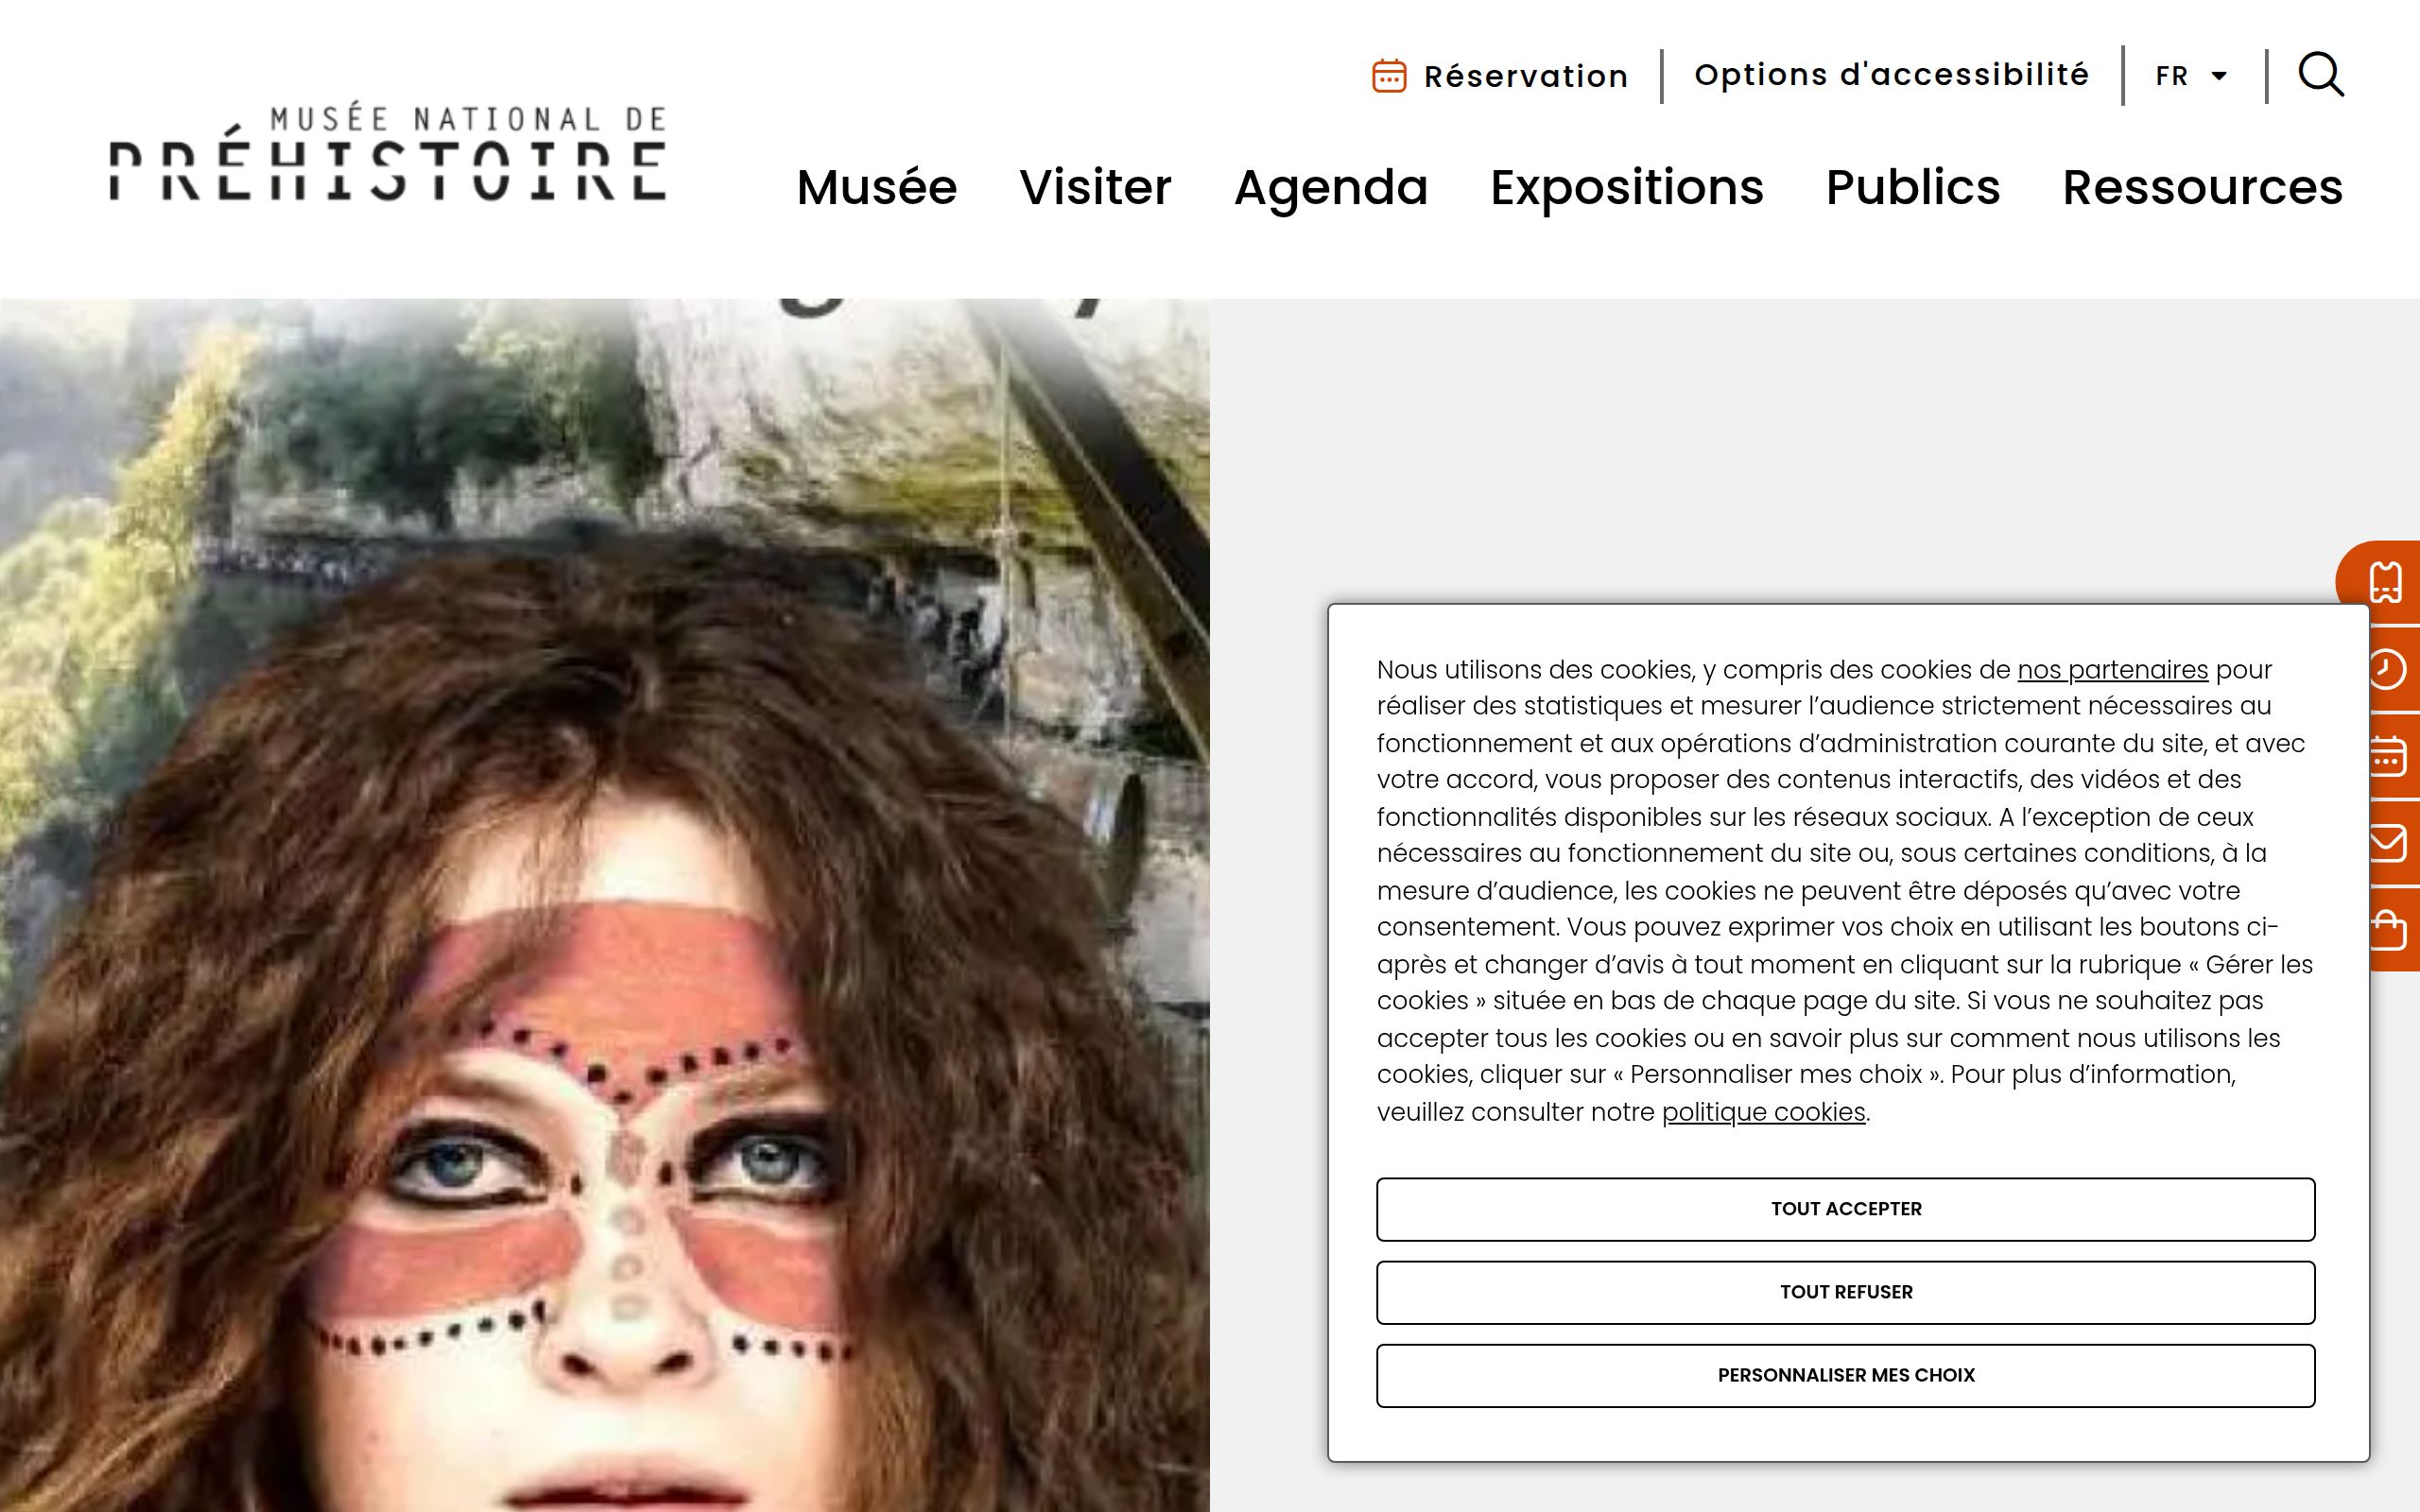 Réservation
Options d'accessibilité
FR
MUSÉE NATIONAL DE
PRÉHISTOIRE
Musée
Visiter
Agenda
Expositions
Publics
Ressources
Nous utilisons des cookies, y compris des cookies de nos partenaires pour
réaliser des statistiques et mesurer l’audience strictement nécessaires au
fonctionnement et aux opérations d’administration courante du site, et avec
votre accord, vous proposer des contenus interactifs, des vidéos et des
fonctionnalités disponibles sur les réseaux sociaux. A l’exception de ceux
nécessaires au fonctionnement du site ou, sous certaines conditions, à la
mesure d’audience, les cookies ne peuvent être déposés qu’avec votre
consentement. Vous pouvez exprimer vos choix en utilisant les boutons ci-
après et changer d’avis à tout moment en cliquant sur la rubrique « Gérer les
cookies » située en bas de chaque page du site. Si vous ne souhaitez pas
accepter tous les cookies ou en savoir plus sur comment nous utilisons les
cookies, cliquer sur « Personnaliser mes choix ». Pour plus d’information,
veuillez consulter notre politique cookies.
TOUT ACCEPTER
TOUT REFUSER
PERSONNALISER MES CHOIX